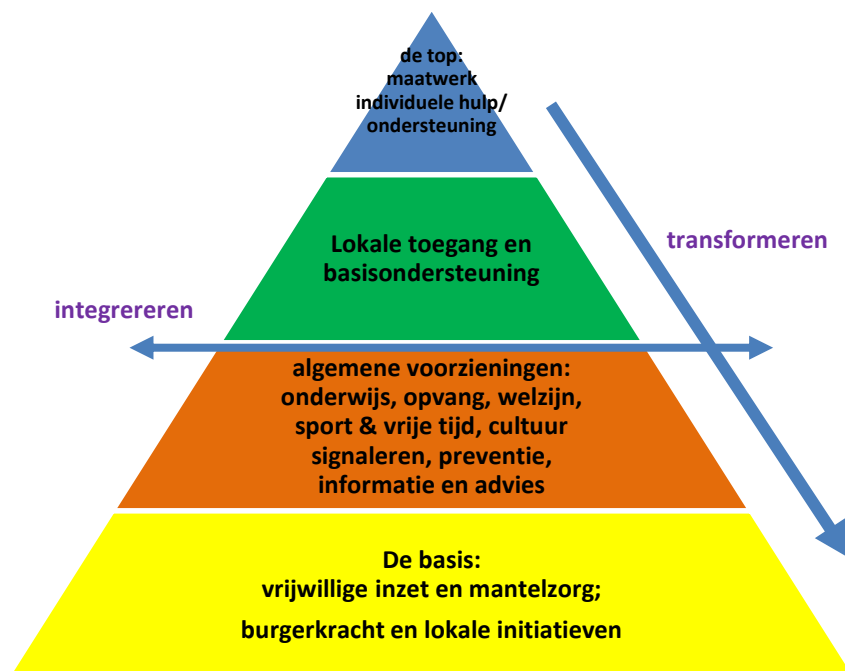 de top:
maatwerk
individuele hulp/
ondersteuning
Lokale toegang en
basisondersteuning
transformeren
integrereren
algemene voorzieningen:
onderwijs, opvang, welzijn,
sport & vrije tijd, cultuur
signaleren, preventie,
informatie en advies
De basis:
vrijwillige inzet en mantelzorg;
burgerkracht en lokale initiatieven